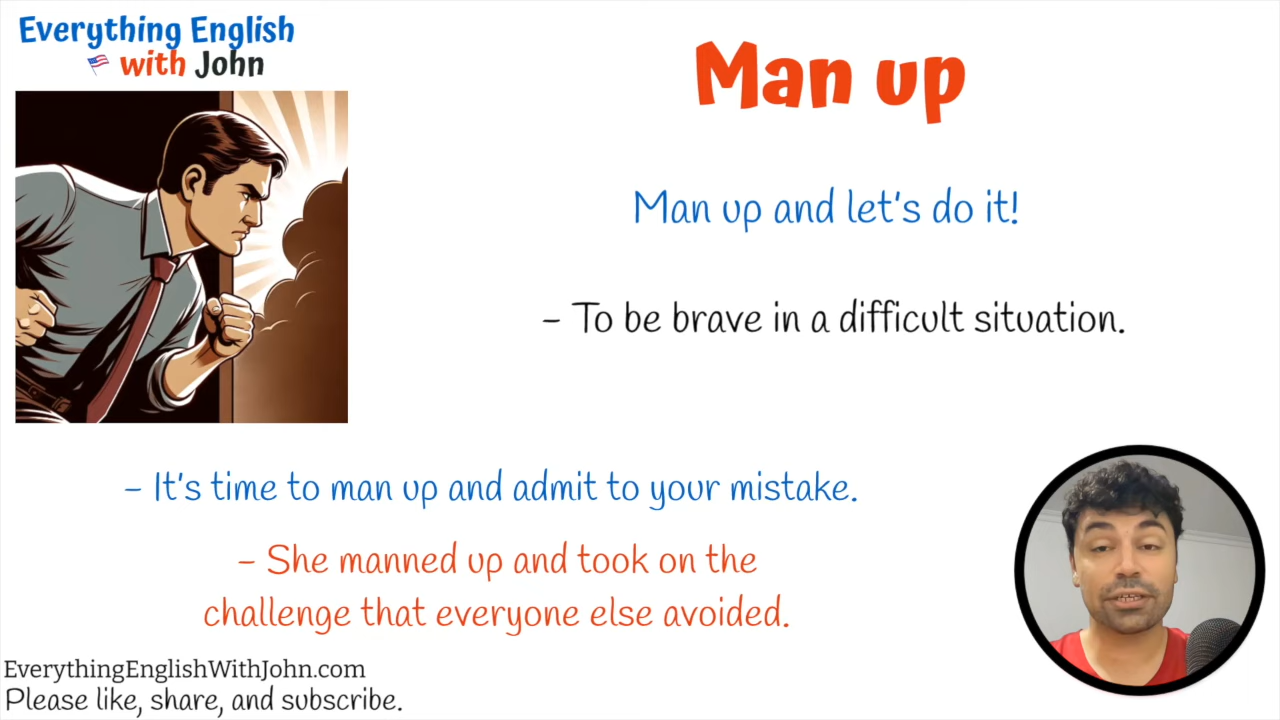 Everything English
with John
Man up
Man up and let's do it!
- To be brave in a difficult situation.
- It's time to man up and admit to your mistake.
- She manned up and took on the
challenge that everyone else avoided.
EverythingEnglishWithJohn.com
Please like, share, and subscribe.